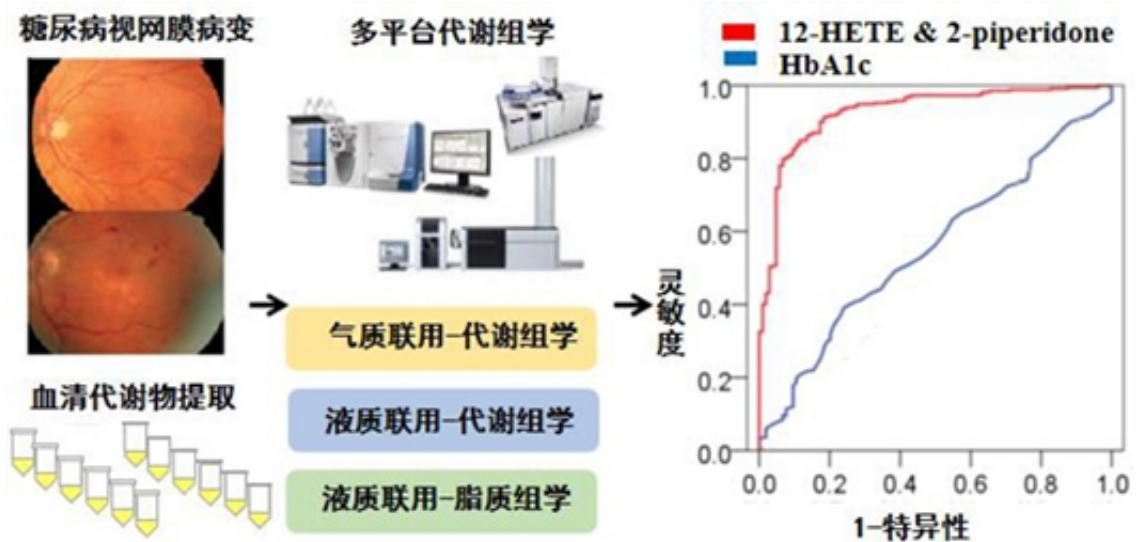 糖尿病视网膜病变
血清代谢物提取
多平台代谢组学
气质联用-代谢组学
液质联用-代谢组学
液质联用-脂质组学
12-HETE & 2-piperidone
HbA1c
灵敏度
1.0
0.8
0.6
0.4
0.2
0.0
0.0 0.2 0.4 0.6 0.8 1.0
1-特异性